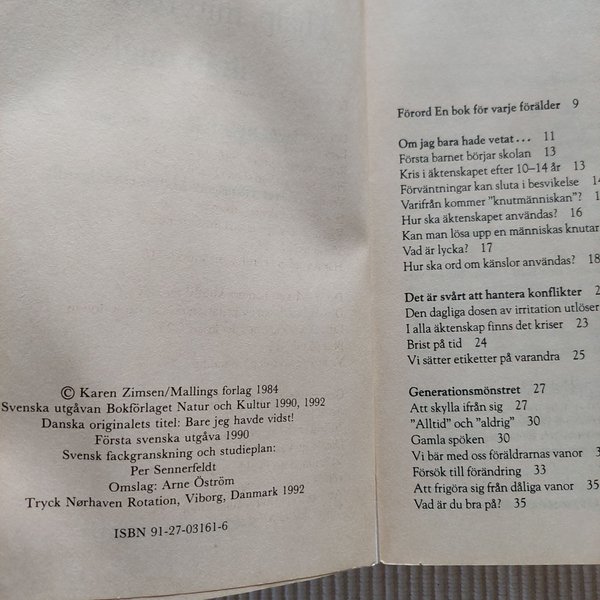 © Karen Zimsen/Mallings forlag 1984
Svenska utgåvan Bokförlaget Natur och Kultur 1990, 1992
Danska originalets titel: Bare jeg havde vidst!
Första svenska utgåva 1990
Svensk fackgranskning och studieplan:
Per Sennerfeldt
Omslag: Arne Öström
Tryck Nørhaven Rotation, Viborg, Danmark 1992
ISBN 91-27-03161-6
Förord En bok för varje förälder 9
Om jag bara hade vetat... 11
Första barnet börjar skolan 13
Kris i äktenskapet efter 10–14 år 13
Förväntningar kan sluta i besvikelse
Varifrån kommer "knutmänniskan"?
Hur ska äktenskapet användas? 16
Kan man lösa upp en människas knutar
Vad är lycka? 17
Hur ska ord om känslor användas? 18
Det är svårt att hantera konflikter
Den dagliga dosen av irritation utlöser
I alla äktenskap finns det kriser 23
Brist på tid 24
Vi sätter etiketter på varandra 25
Generationsmönstret 27
Att skylla ifrån sig 29
"Alltid" och "aldrig" 30
Gamla spöken 30
Vi bär med oss föräldrarnas vanor
Försök till förändring 33
Att frigöra sig från dåliga vanor 35
Vad är du bra på? 35